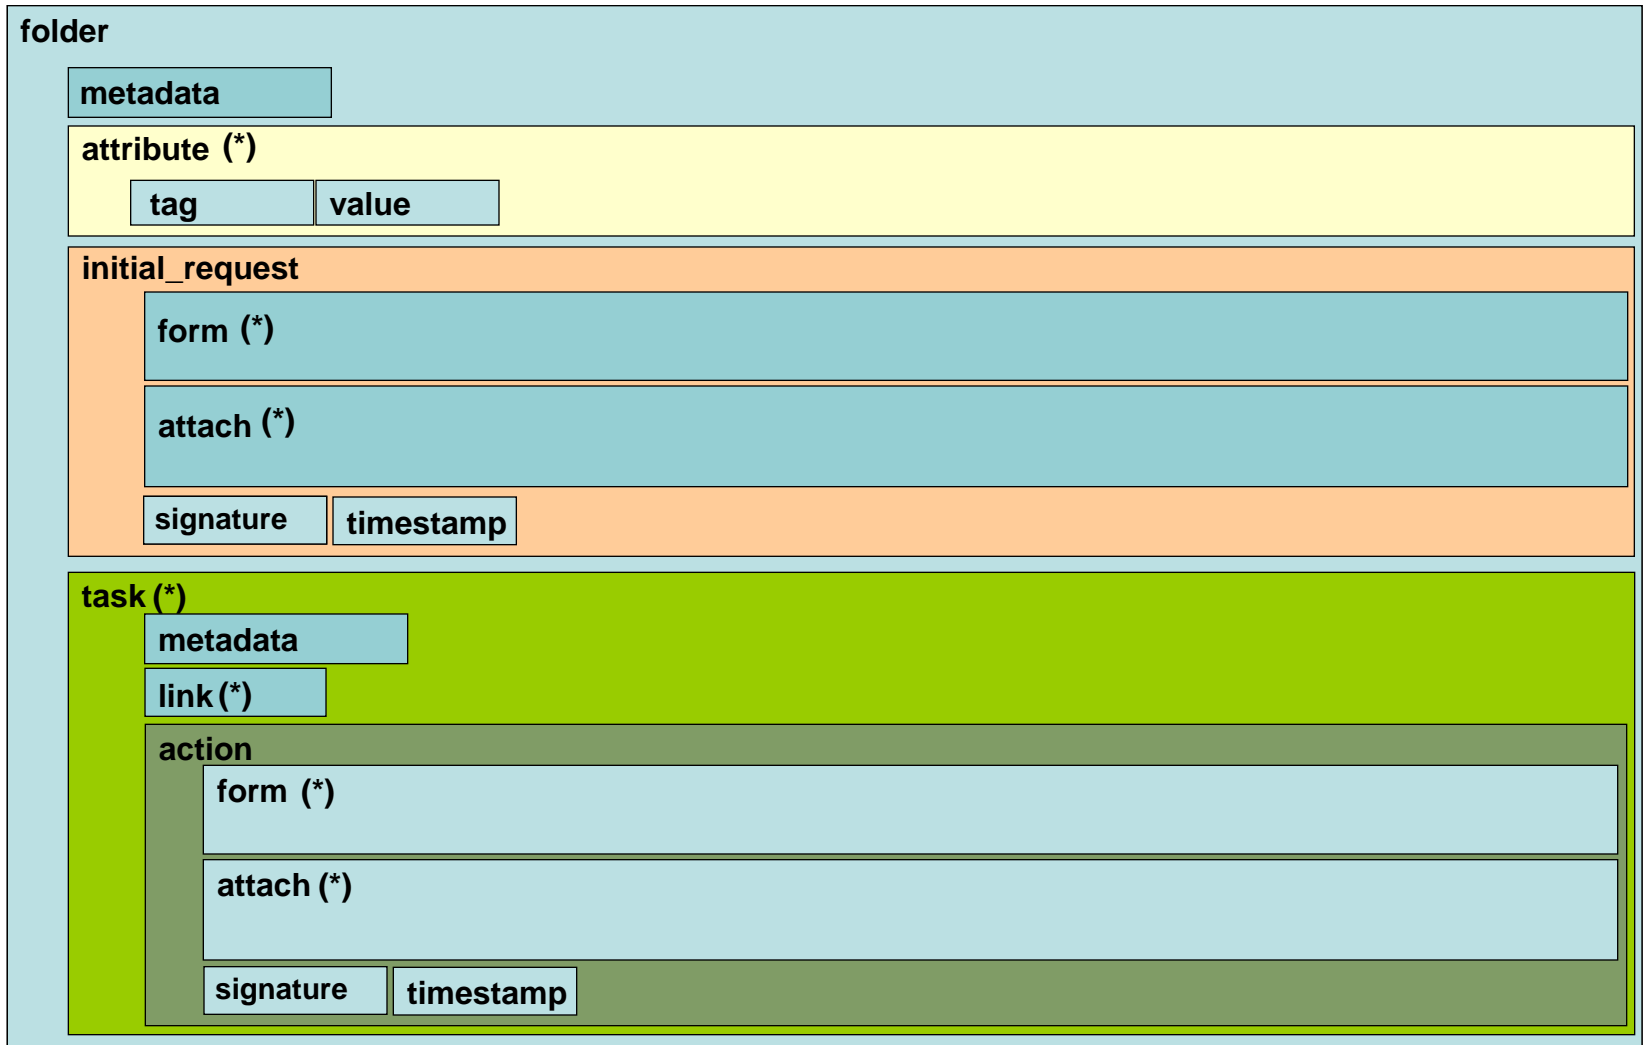 folder
metadata
attribute (*)
tag value
initial_request
form (*)
attach (*)
signature timestamp
task (*)
metadata
link (*)
action
form (*)
attach (*)
signature timestamp